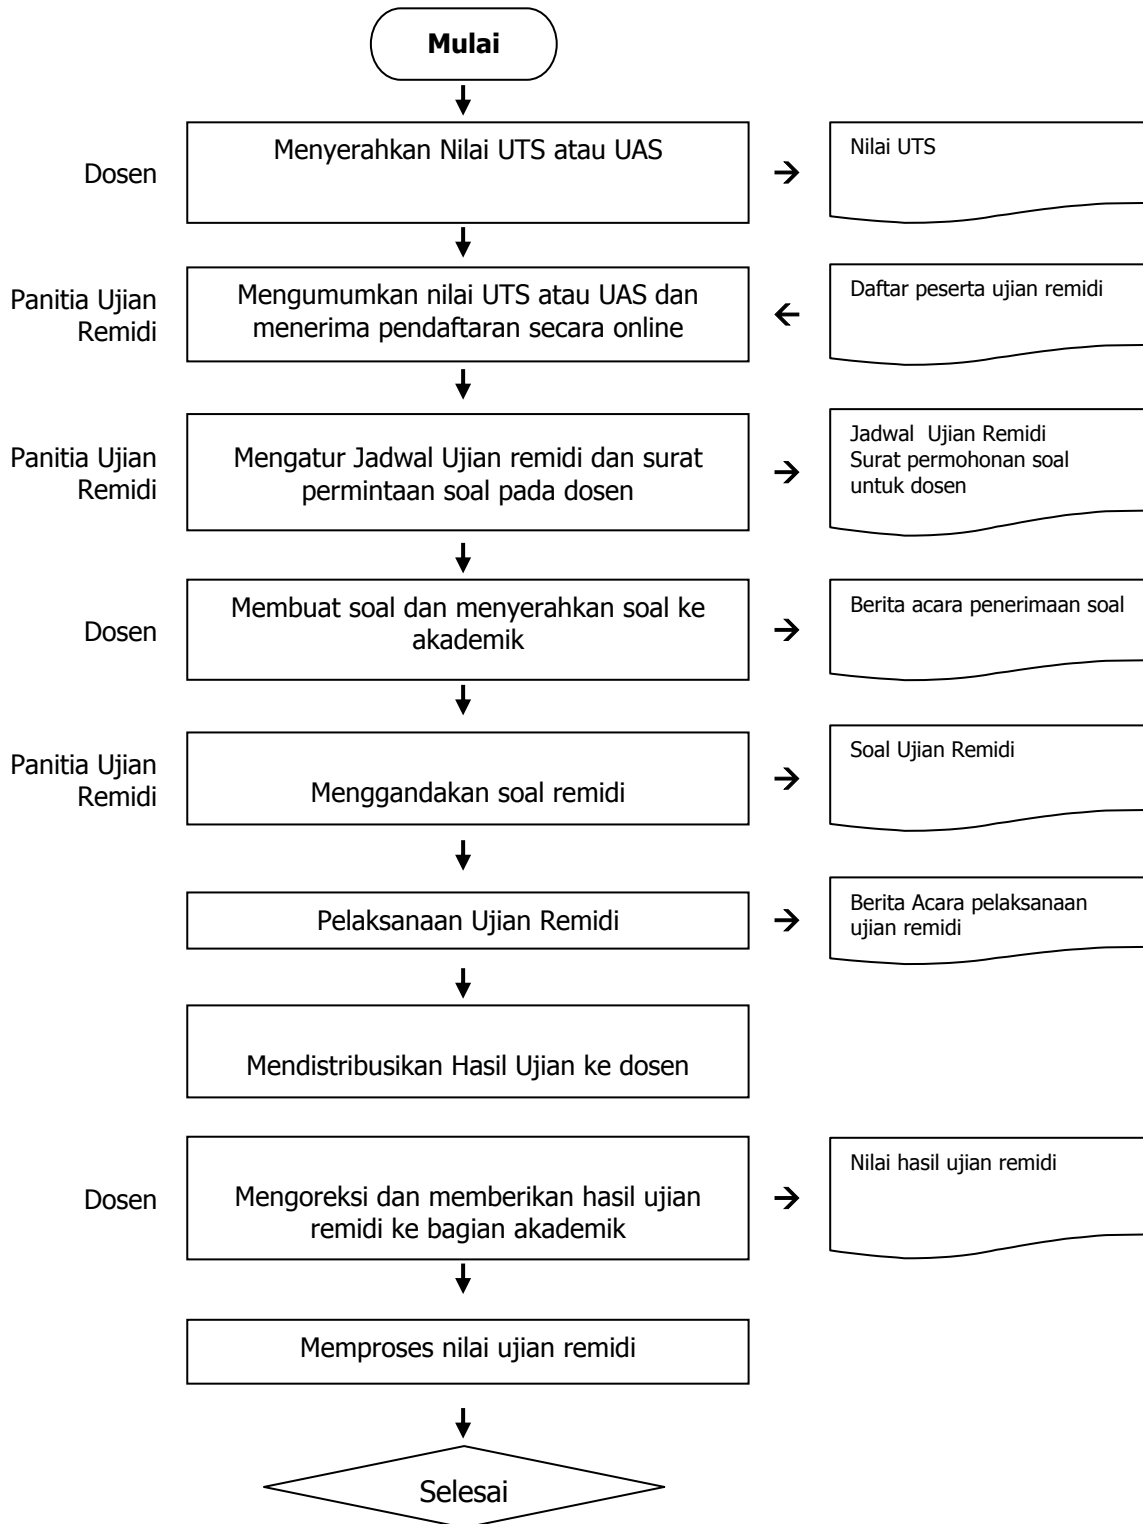 Mulai
Dosen
Menyerahkan Nilai UTS atau UAS
Nilai UTS
Panitia Ujian
Remidi
Mengumumkan nilai UTS atau UAS dan
menerima pendaftaran secara online
Daftar peserta ujian remidi
Panitia Ujian
Remidi
Mengatur Jadwal Ujian remidi dan surat
permintaan soal pada dosen
Jadwal  Ujian Remidi
Surat permohonan soal
untuk dosen
Dosen
Membuat soal dan menyerahkan soal ke
akademik
Berita acara penerimaan soal
Panitia Ujian
Remidi
Menggandakan soal remidi
Soal Ujian Remidi
Pelaksanaan Ujian Remidi
Berita Acara pelaksanaan
ujian remidi
Mendistribusikan Hasil Ujian ke dosen
Dosen
Mengoreksi dan memberikan hasil ujian
remidi ke bagian akademik
Nilai hasil ujian remidi
Memproses nilai ujian remidi
Selesai